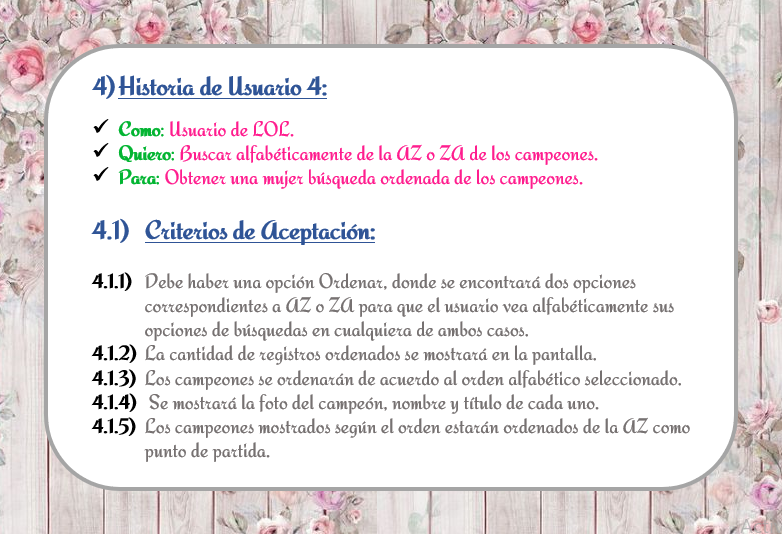 4) Historia de Usuario 4:
✓ Como: Usuario de LOL.
✓ Quiero: Buscar alfabéticamente de la AZ o ZA de los campeones.
✓ Para: Obtener una mujer búsqueda ordenada de los campeones.
4.1) Criterios de Aceptación:
4.1.1) Debe haber una opción Ordenar, donde se encontrará dos opciones
correspondientes a AZ o ZA para que el usuario vea alfabéticamente sus
opciones de búsquedas en cualquiera de ambos casos.
4.1.2) La cantidad de registros ordenados se mostrará en la pantalla.
4.1.3) Los campeones se ordenarán de acuerdo al orden alfabético seleccionado.
4.1.4) Se mostrará la foto del campeón, nombre y título de cada uno.
4.1.5) Los campeones mostrados según el orden estarán ordenados de la AZ como
punto de partida.